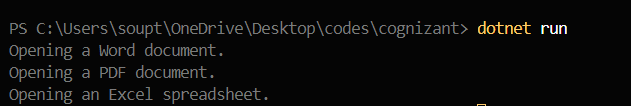 PS C:\Users\soupt\OneDrive\Desktop\codes\cognizant> dotnet run
Opening a Word document.
Opening a PDF document.
Opening an Excel spreadsheet.